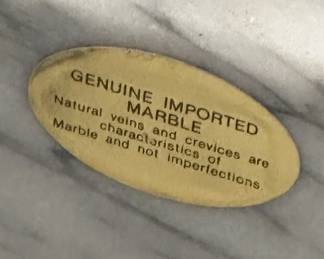 GENUINE IMPORTED
MARBLE
Natural veins and crevices are
characteristics of
Marble and not imperfections.